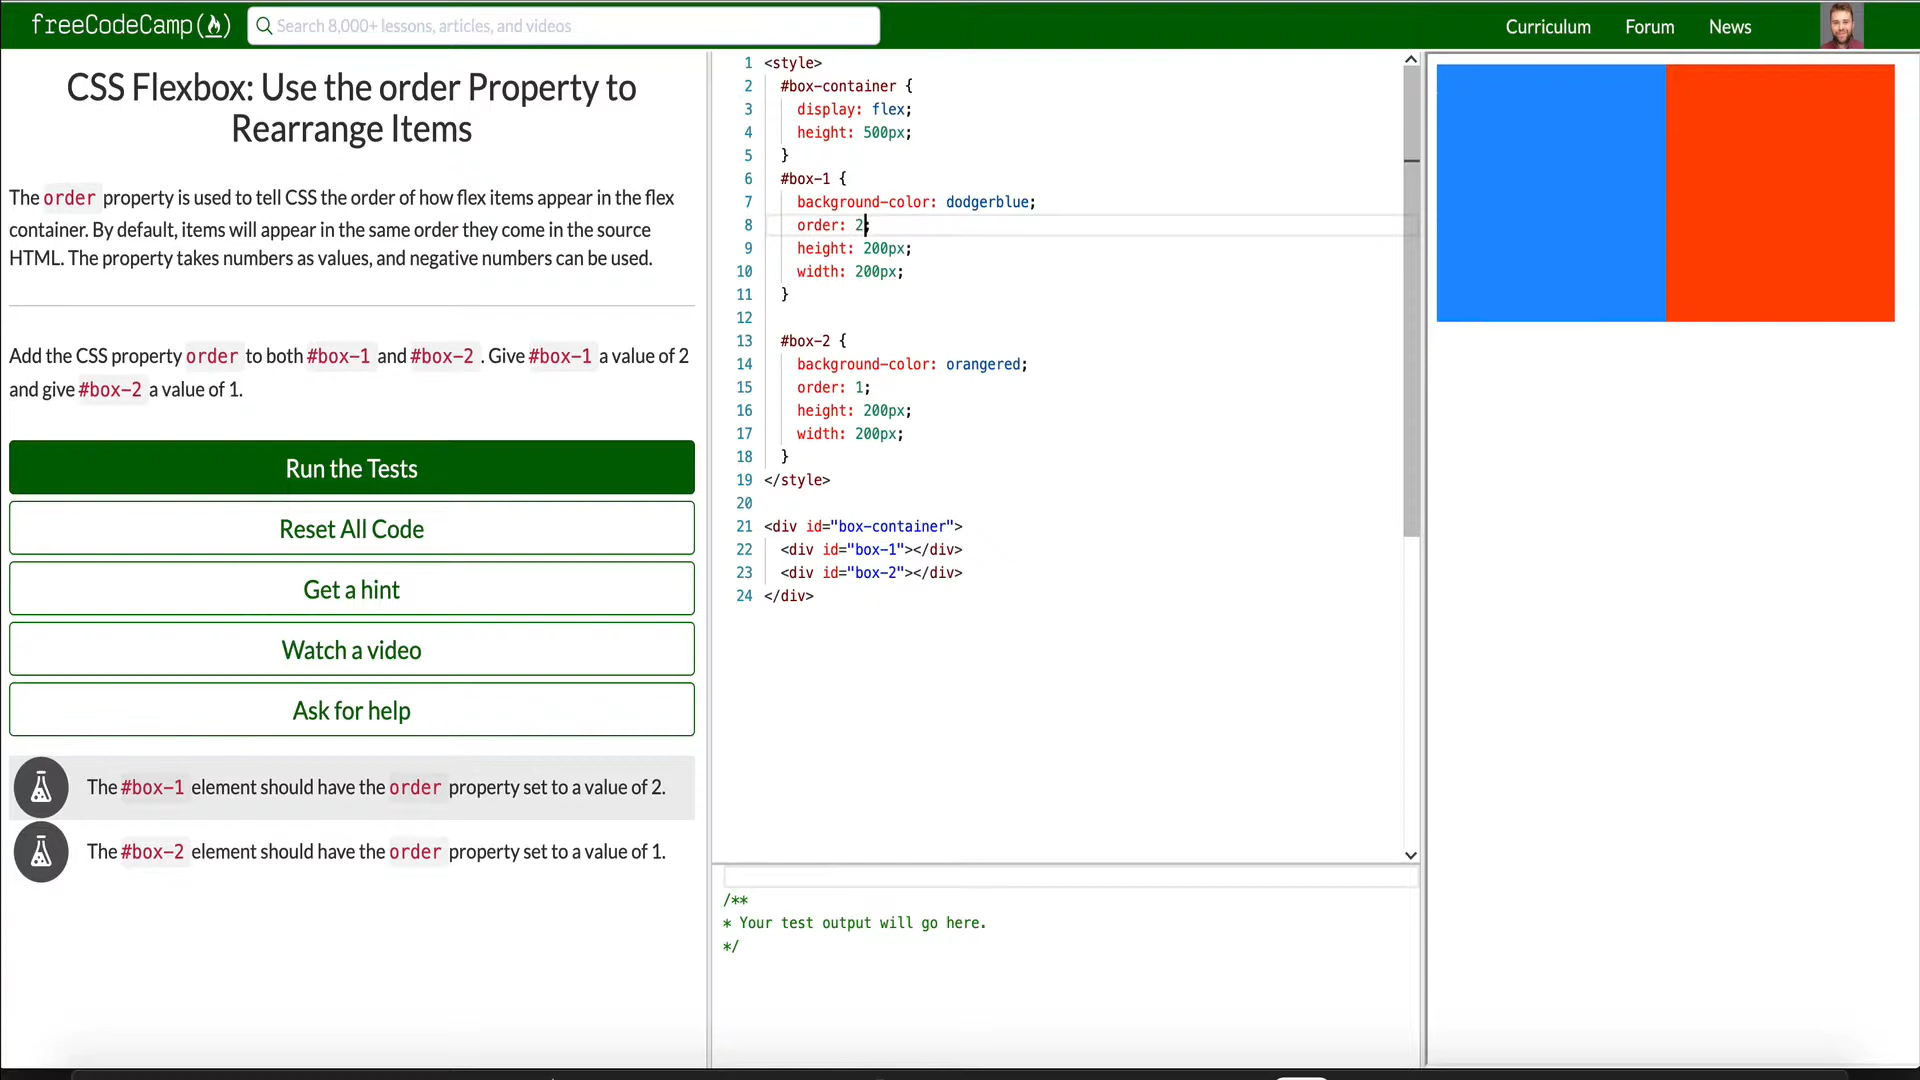 freeCodeCamp
Search 8,000+ lessons, articles, and videos
Curriculum
Forum
News
CSS Flexbox: Use the order Property to
Rearrange Items
The order property is used to tell CSS the order of how flex items appear in the flex
container. By default, items will appear in the same order they come in the source
HTML. The property takes numbers as values, and negative numbers can be used.
Add the CSS property order to both #box-1 and #box-2 . Give #box-1 a value of 2
and give #box-2 a value of 1.
Run the Tests
Reset All Code
Get a hint
Watch a video
Ask for help
The #box-1 element should have the order property set to a value of 2.
The #box-2 element should have the order property set to a value of 1.
1 <style>
2 #box-container {
3 display: flex;
4 height: 500px;
5 }
6 #box-1 {
7 background-color: dodgerblue;
8 order: 2;
9 height: 200px;
10 width: 200px;
11 }
12
13 #box-2 {
14 background-color: orangered;
15 order: 1;
16 height: 200px;
17 width: 200px;
18 }
19 </style>
20
21 <div id="box-container">
22 <div id="box-1"></div>
23 <div id="box-2"></div>
24 </div>
/**
* Your test output will go here.
*/